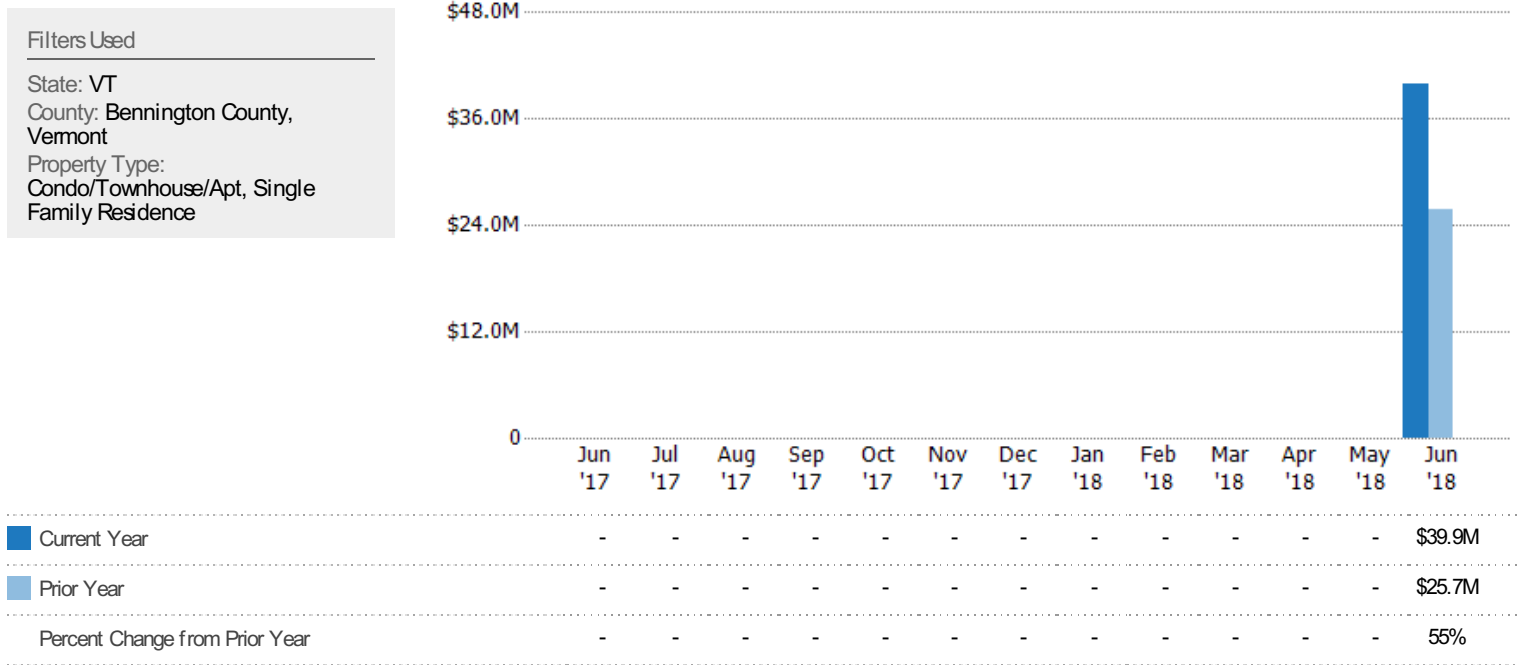 Filters Used
State: VT
County: Bennington County,
Vermont
Property Type:
Condo/Townhouse/Apt, Single
Family Residence
$48.0M
$36.0M
$24.0M
$12.0M
0
Jun Jul Aug Sep Oct Nov Dec Jan Feb Mar Apr May Jun
'17 '17 '17 '17 '17 '17 '17 '18 '18 '18 '18 '18 '18
Current Year - - - - - - - - - - - - $39.9M
Prior Year - - - - - - - - - - - - $25.7M
Percent Change from Prior Year - - - - - - - - - - - - 55%